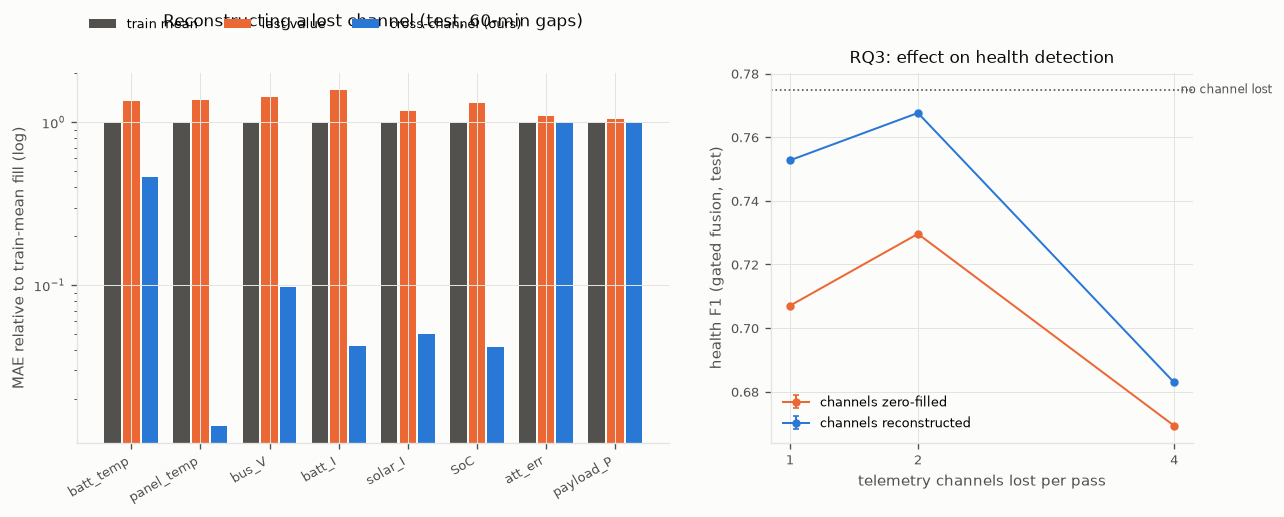 Reconstructing a lost channel (test, 60-min gaps)
train mean
last value
cross-channel (ours)
MAE relative to train-mean fill (log)
10⁰
10⁻¹
batt_temp
panel_temp
bus_V
batt_I
solar_I
SoC
att_err
payload_P
RQ3: effect on health detection
health F1 (gated fusion, test)
0.78
0.76
0.74
0.72
0.70
0.68
no channel lost
channels zero-filled
channels reconstructed
1
2
4
telemetry channels lost per pass